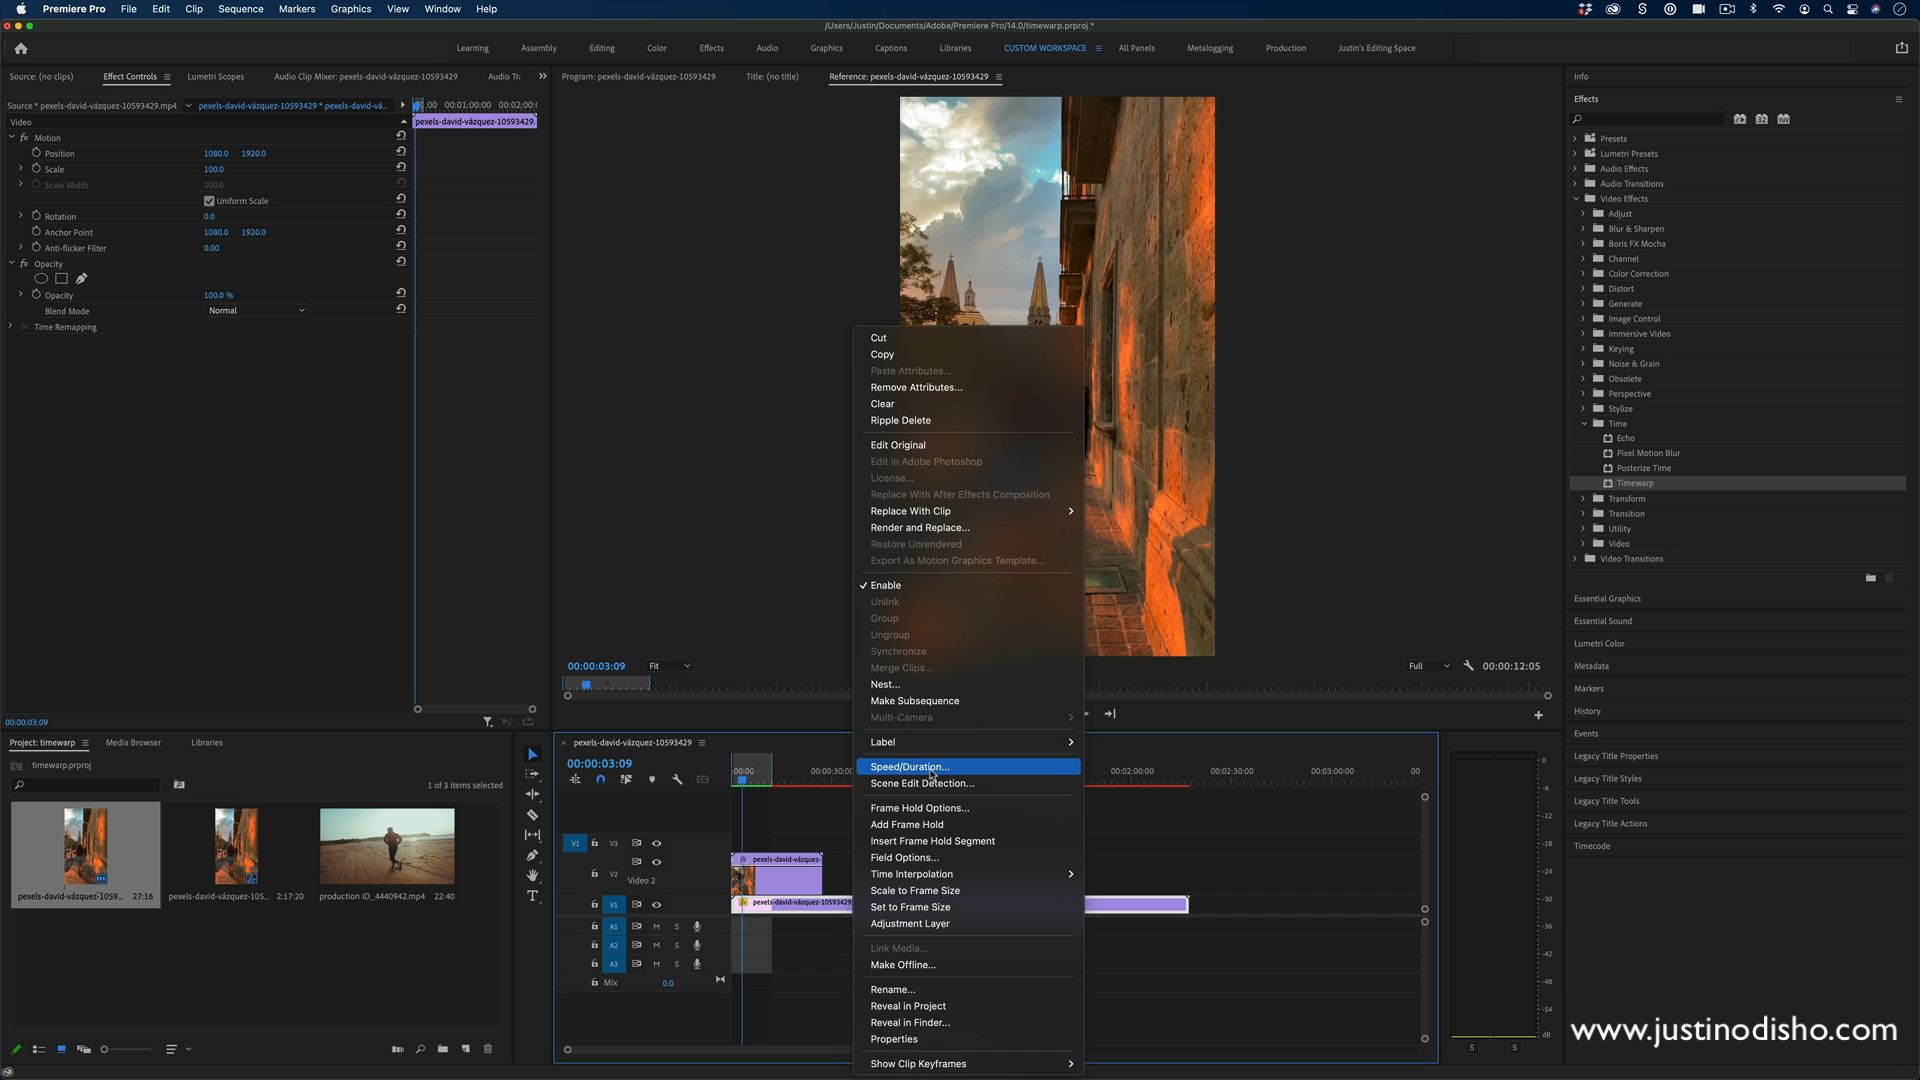 Premiere Pro File Edit Clip Sequence Markers Graphics View Window Help
/Users/Justin/Documents/Adobe/Premiere Pro/14.0/timewarp.prproj *
Learning Assembly Editing Color Effects Audio Graphics Captions Libraries CUSTOM WORKSPACE All Panels Metalogging Production Justin's Editing Space
Source: (no clips) Effect Controls Lumetri Scopes Audio Clip Mixer: pexels-david-vázquez-10593429 Audio Tr
Program: pexels-david-vázquez-10593429 Title: (no title) Reference: pexels-david-vázquez-10593429
Info
Source * pexels-david-vázquez-10593429.mp4 pexels-david-vázquez-10593429 * pexels-david-vá... :00 00:01:00:00 00:02:00:
Video pexels-david-vázquez-10593429.
fx Motion
Position 1080.0 1920.0
Scale 100.0
Scale Width 100.0
Uniform Scale
Rotation 0.0
Anchor Point 1080.0 1920.0
Anti-flicker Filter 0.00
fx Opacity
Opacity 100.0 %
Blend Mode Normal
fx Time Remapping
00:00:03:09
Cut
Copy
Paste Attributes...
Remove Attributes...
Clear
Ripple Delete
Edit Original
Edit in Adobe Photoshop
License...
Replace With After Effects Composition
Replace With Clip
Render and Replace...
Restore Unrendered
Export As Motion Graphics Template...
Enable
Unlink
Group
Ungroup
Synchronize
Merge Clips...
Nest...
Make Subsequence
Multi-Camera
Label
Speed/Duration...
Scene Edit Detection...
Frame Hold Options...
Add Frame Hold
Insert Frame Hold Segment
Field Options...
Time Interpolation
Scale to Frame Size
Set to Frame Size
Adjustment Layer
Link Media...
Make Offline...
Rename...
Reveal in Project
Reveal in Finder...
Properties
Show Clip Keyframes
00:00:03:09 Fit Full 00:00:12:05
Effects
32 YUV
Presets
Lumetri Presets
Audio Effects
Audio Transitions
Video Effects
Adjust
Blur & Sharpen
Boris FX Mocha
Channel
Color Correction
Distort
Generate
Image Control
Immersive Video
Keying
Noise & Grain
Obsolete
Perspective
Stylize
Time
Echo
Pixel Motion Blur
Posterize Time
Timewarp
Transform
Transition
Utility
Video
Video Transitions
Essential Graphics
Essential Sound
Lumetri Color
Metadata
Markers
History
Events
Legacy Title Properties
Legacy Title Styles
Legacy Title Tools
Legacy Title Actions
Timecode
Project: timewarp Media Browser Libraries
timewarp.prproj
1 of 3 items selected
pexels-david-vázquez-1059... 27:16 pexels-david-vázquez-105... 2:17:20 production ID_4440942.mp4 22:40
pexels-david-vázquez-10593429
00:00:03:09
:00:00 00:00:30:00 00:02:00:00 00:02:30:00 00:03:00:00 00
V1 V3
V2
Video 2
fx pexels-david-vázquez-
V1 V1
fx pexels-david-vázquez-10593429.
A1 M S
A2 M S
A3 M S
Mix 0.0
0
-6
-12
-18
-24
-30
-36
-42
-48
-54
dB
S S
www.justinodisho.com